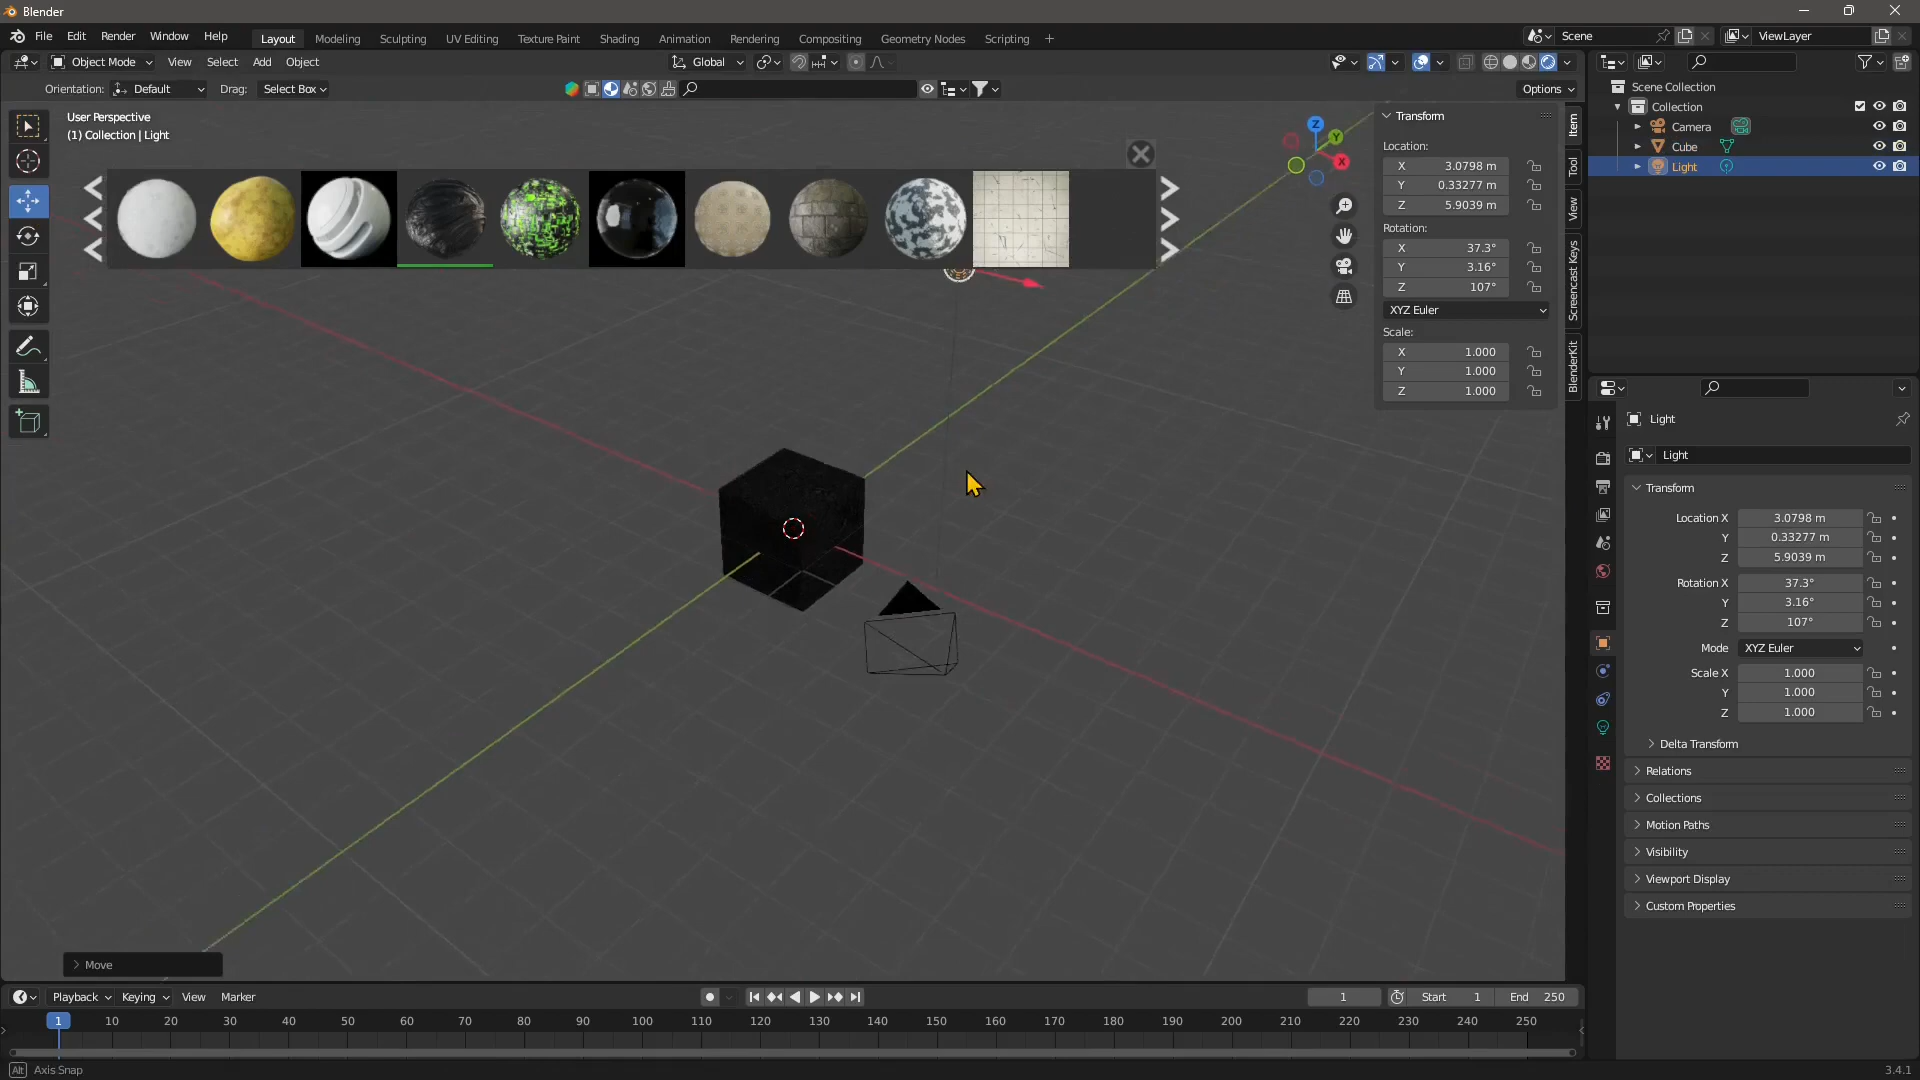 Blender
File Edit Render Window Help
Layout Modeling Sculpting UV Editing Texture Paint Shading Animation Rendering Compositing Geometry Nodes Scripting +
Scene
ViewLayer
Object Mode View Select Add Object
Global
Orientation: Default Drag: Select Box
Options
User Perspective
(1) Collection | Light
Z
Y
X
Transform
Location:
X 3.0798 m
Y 0.33277 m
Z 5.9039 m
Rotation:
X 37.3°
Y 3.16°
Z 107°
XYZ Euler
Scale:
X 1.000
Y 1.000
Z 1.000
Item
Tool
View
Screencast Keys
BlenderKit
Scene Collection
Collection
Camera
Cube
Light
Light
Light
Transform
Location X 3.0798 m
Y 0.33277 m
Z 5.9039 m
Rotation X 37.3°
Y 3.16°
Z 107°
Mode XYZ Euler
Scale X 1.000
Y 1.000
Z 1.000
Delta Transform
Relations
Collections
Motion Paths
Visibility
Viewport Display
Custom Properties
Move
Playback Keying View Marker
1
Start 1
End 250
1 10 20 30 40 50 60 70 80 90 100 110 120 130 140 150 160 170 180 190 200 210 220 230 240 250
Alt Axis Snap
3.4.1